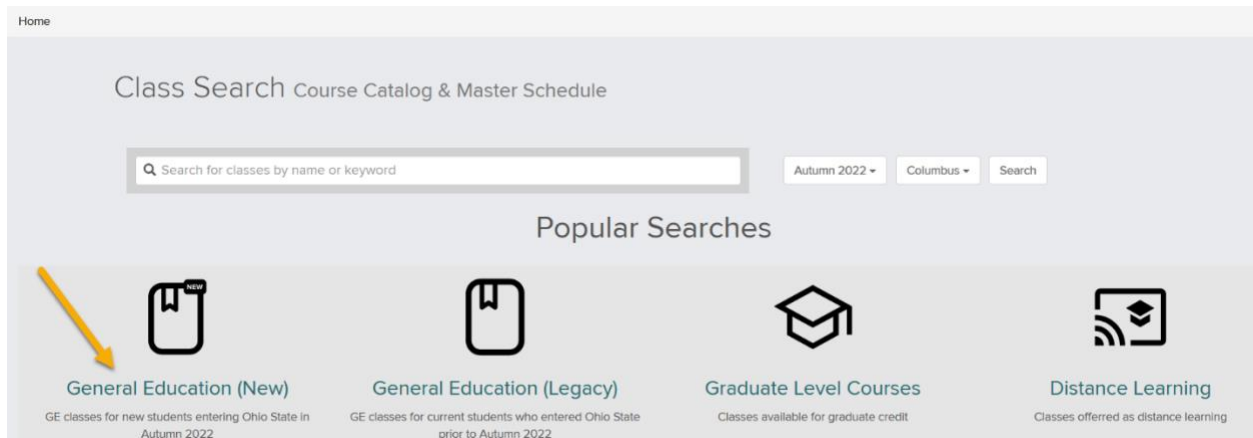 Home
Class Search Course Catalog & Master Schedule
Search for classes by name or keyword
Autumn 2022
Columbus
Search
Popular Searches
NEW
General Education (New)
GE classes for new students entering Ohio State in
Autumn 2022
General Education (Legacy)
GE classes for current students who entered Ohio State
prior to Autumn 2022
Graduate Level Courses
Classes available for graduate credit
Distance Learning
Classes offerred as distance learning